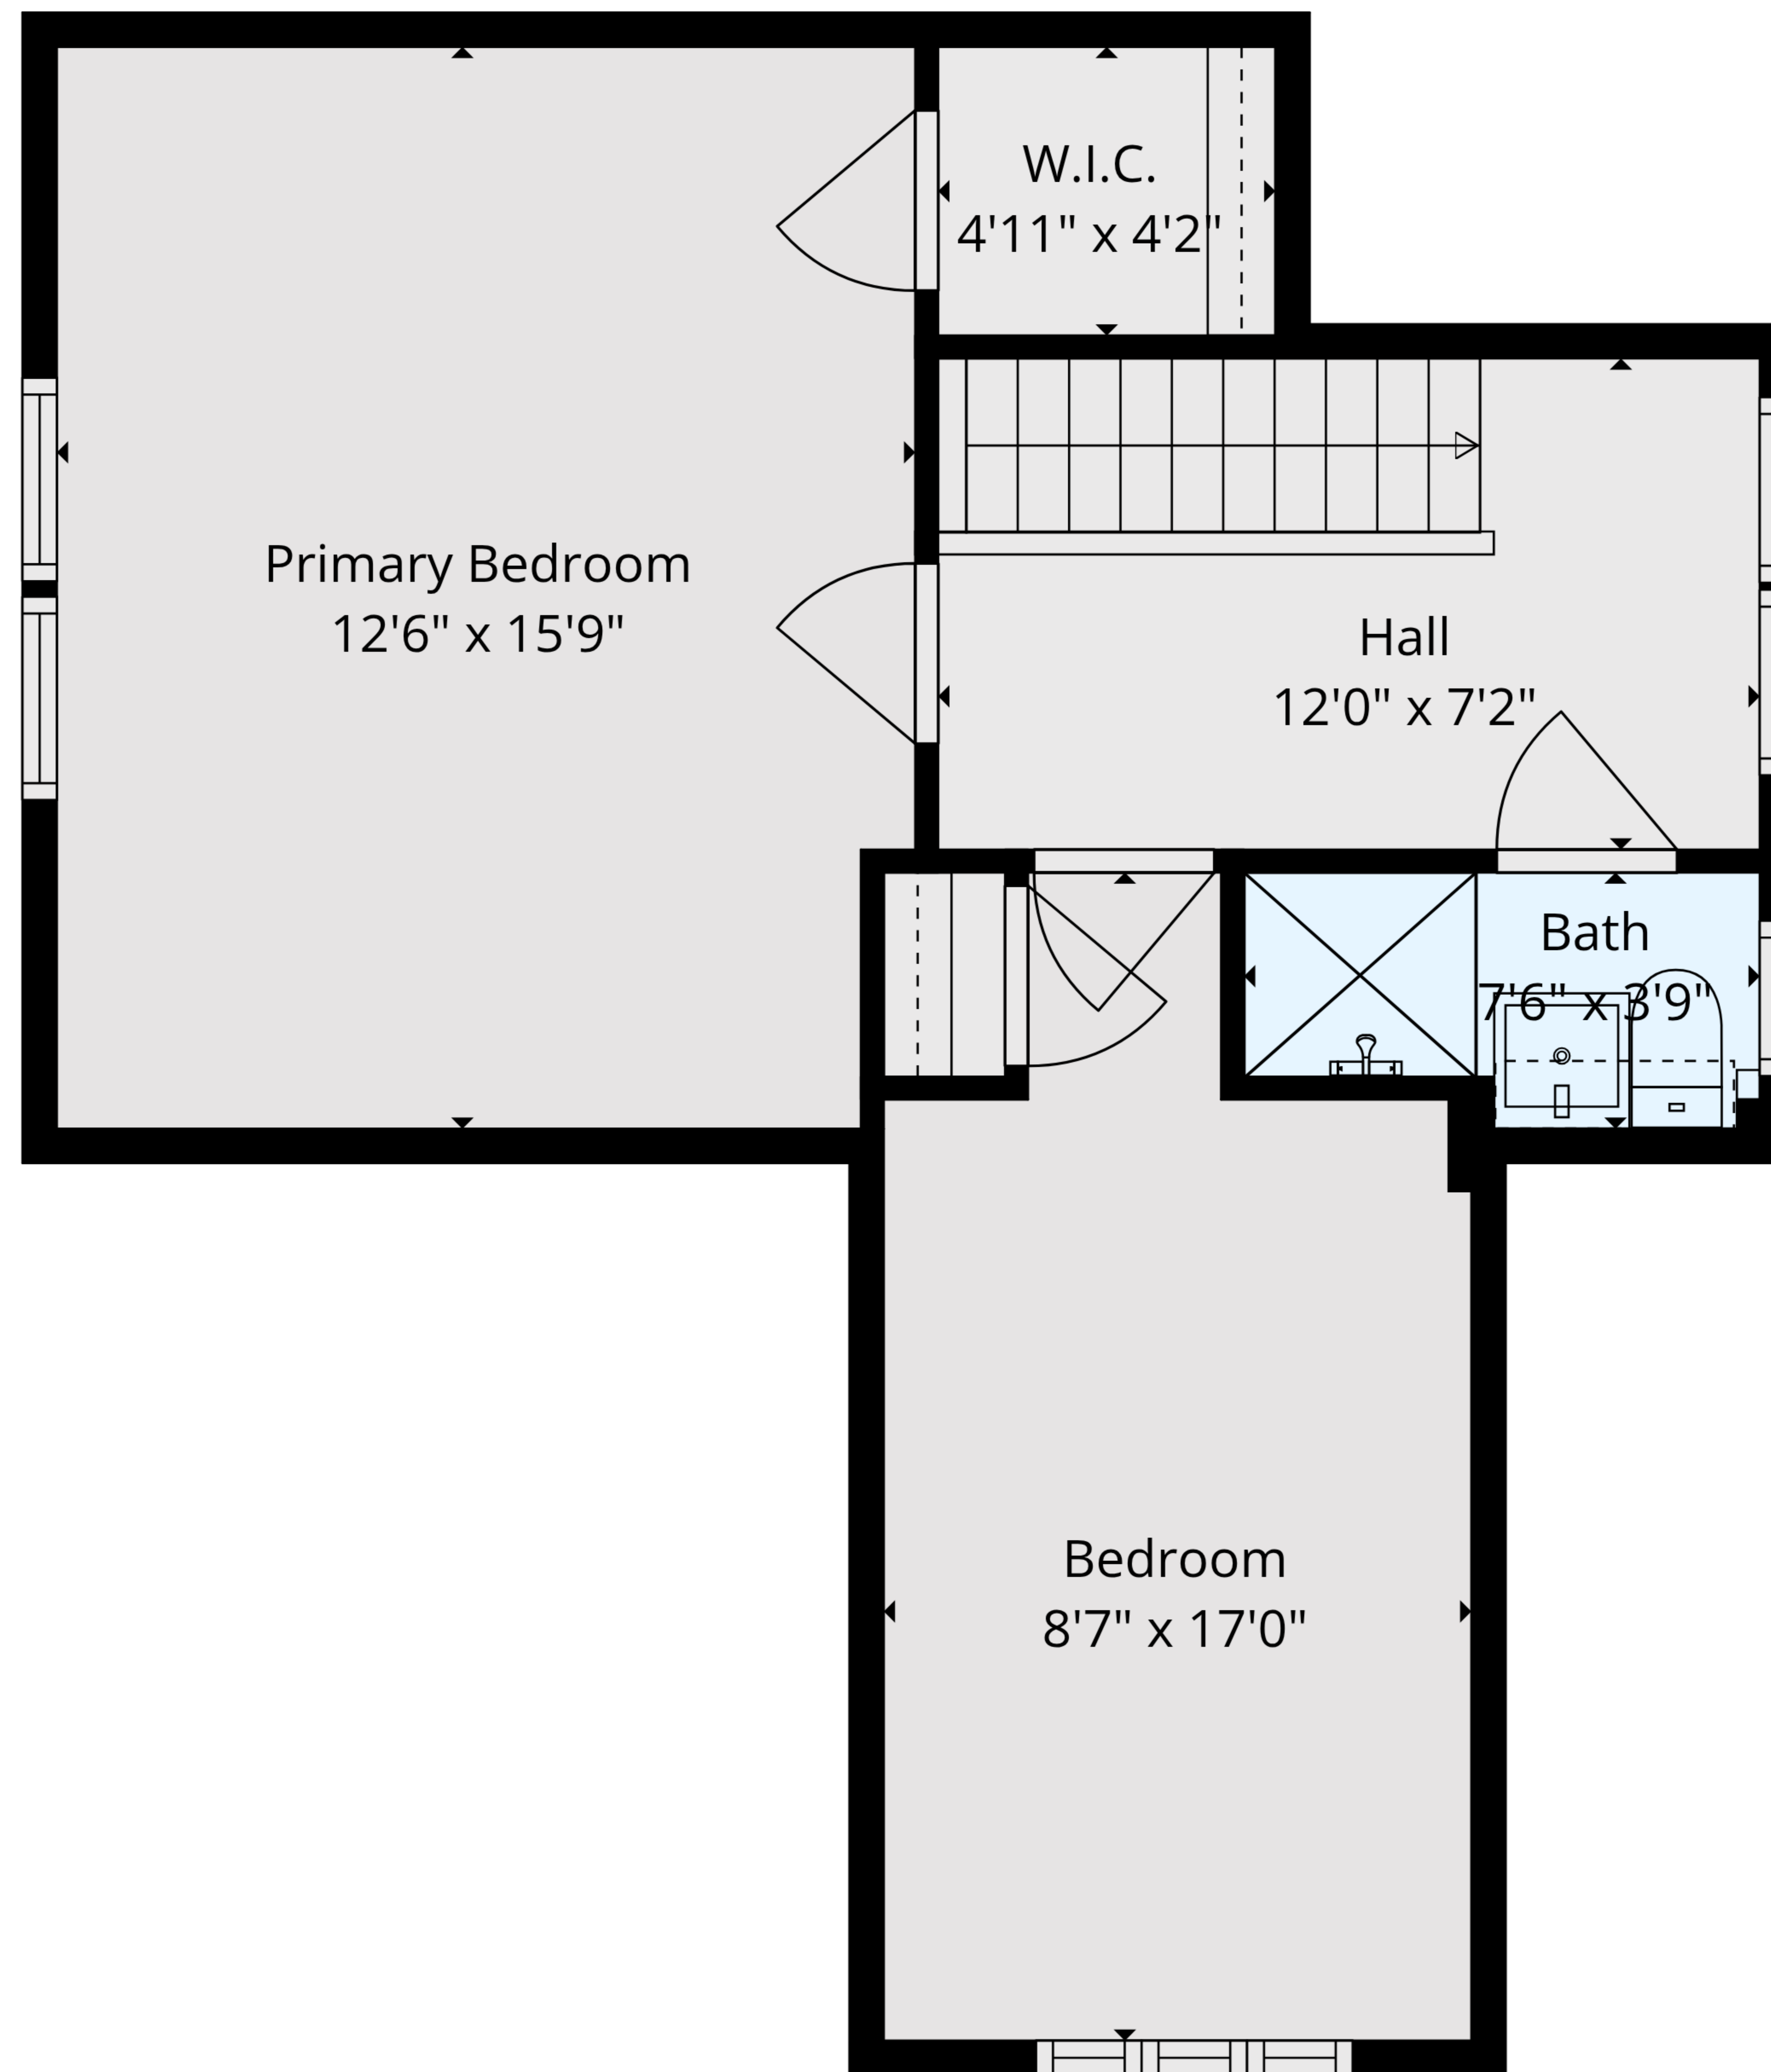 W.I.C.
4'11" x 4'2"
Primary Bedroom
12'6" x 15'9"
Hall
12'0" x 7'2"
Bath
7'6" x 3'9"
Bedroom
8'7" x 17'0"